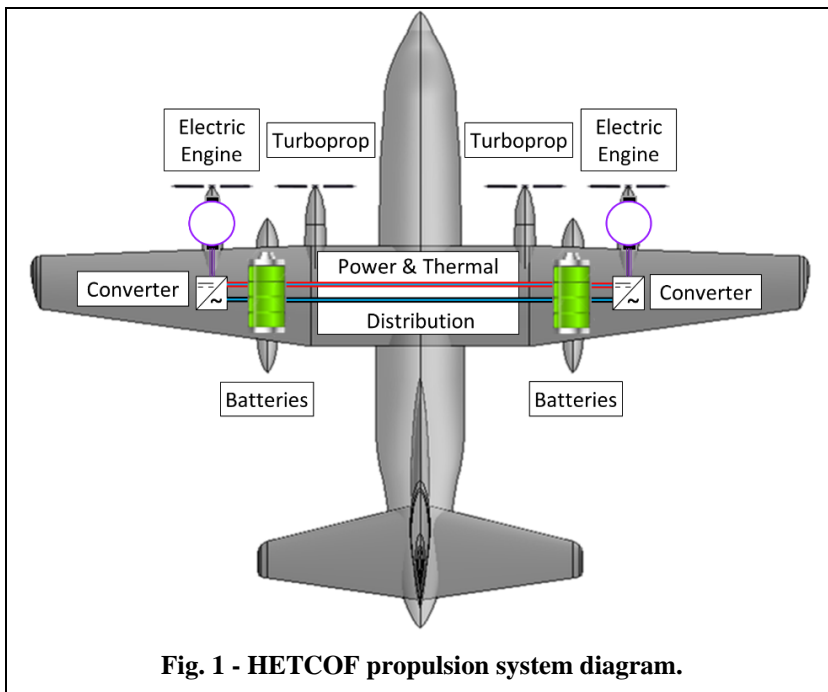 Electric
Engine
Turboprop
Turboprop
Electric
Engine
Power & Thermal
Converter
Converter
~
~
Distribution
Batteries
Batteries
Fig. 1 - HETCOF propulsion system diagram.